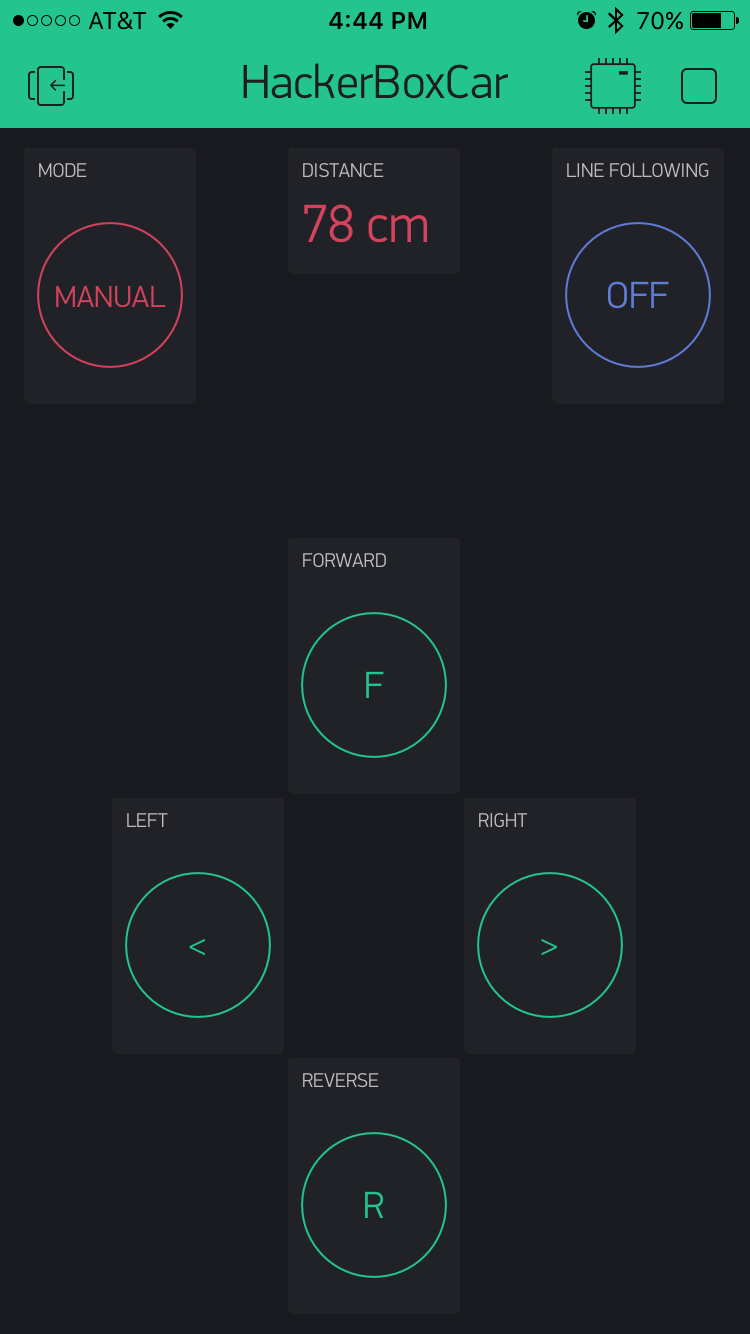 AT&T 4:44 PM 70%
HackerBoxCar
MODE DISTANCE LINE FOLLOWING
78 cm
MANUAL OFF
FORWARD
F
LEFT RIGHT
< >
REVERSE
R